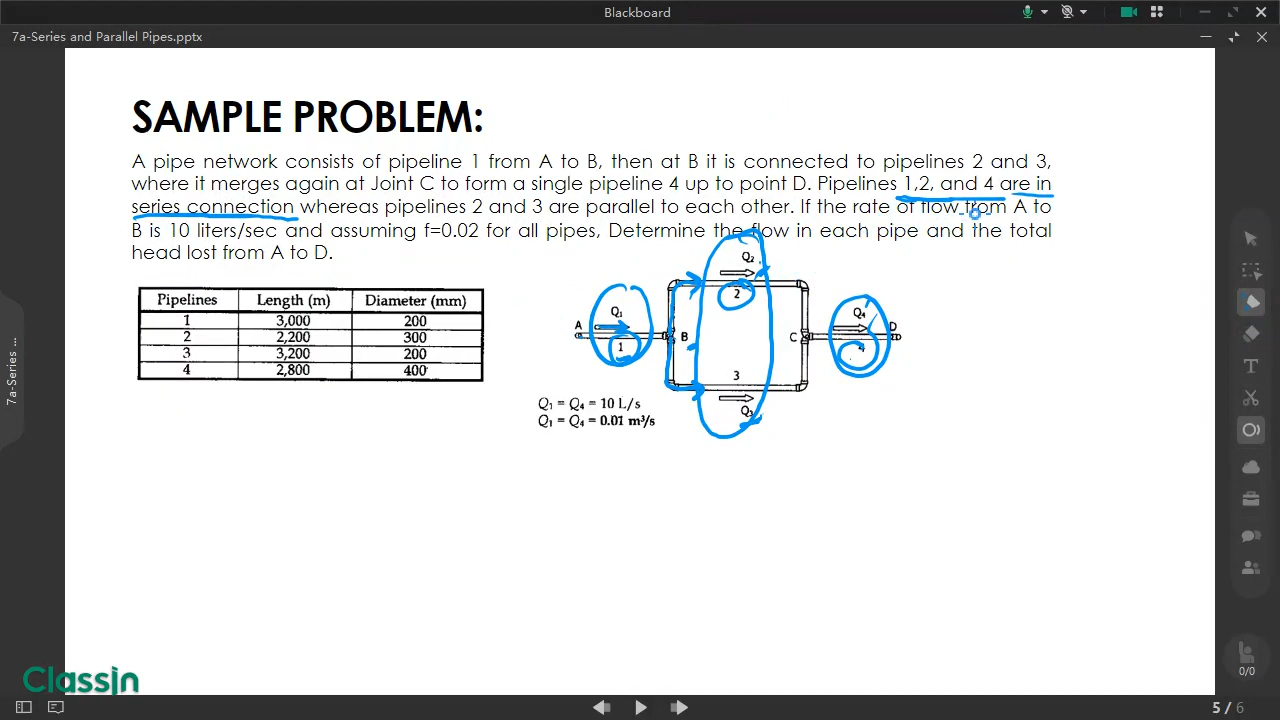 Blackboard
7a-Series and Parallel Pipes.pptx
SAMPLE PROBLEM:
A pipe network consists of pipeline 1 from A to B, then at B it is connected to pipelines 2 and 3,
where it merges again at Joint C to form a single pipeline 4 up to point D. Pipelines 1,2, and 4 are in
series connection whereas pipelines 2 and 3 are parallel to each other. If the rate of flow from A to
B is 10 liters/sec and assuming f=0.02 for all pipes, Determine the flow in each pipe and the total
head lost from A to D.
Pipelines Length (m) Diameter (mm)
1 3,000 200
2 2,200 300
3 3,200 200
4 2,800 400
Q₂
2
Q₁
A
1
B
C
Q₄
D
4
3
Q₃
Q₁ = Q₄ = 10 L/s
Q₁ = Q₄ = 0.01 m³/s
7a-Series ...
0/0
Classin
5 / 6